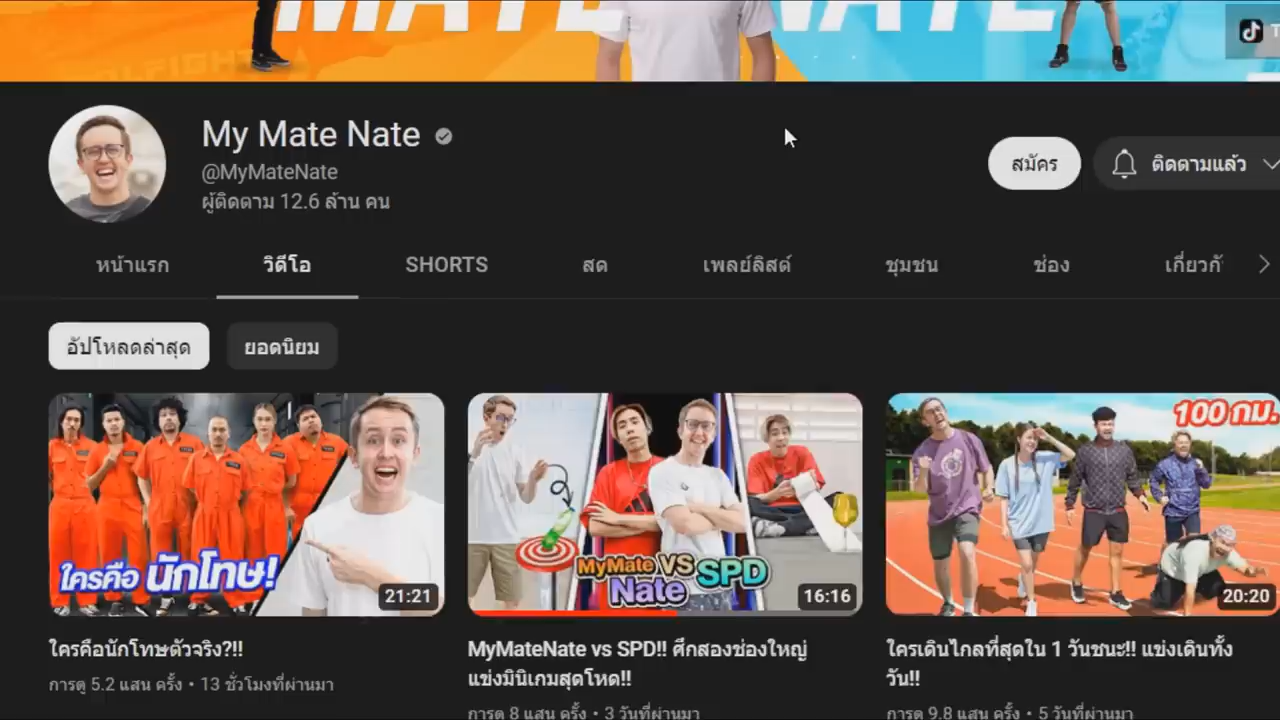 MATE NATE
My Mate Nate
@MyMateNate
ผู้ติดตาม 12.6 ล้าน คน
สมัคร
ติดตามแล้ว
หน้าแรก
วิดีโอ
SHORTS
สด
เพลย์ลิสต์
ชุมชน
ช่อง
เกี่ยวกั
อัปโหลดล่าสุด
ยอดนิยม
ใครคือ นักโทษ!
21:21
MyMate Nate VS SPD
16:16
100 กม.
20:20
ใครคือนักโทษตัวจริง?!!
การดู 5.2 แสน ครั้ง • 13 ชั่วโมงที่ผ่านมา
MyMateNate vs SPD!! ศึกสองช่องใหญ่
แข่งมินิเกมสุดโหด!!
การดู 8 แสน ครั้ง • 3 วันที่ผ่านมา
ใครเดินไกลที่สุดใน 1 วันชนะ!! แข่งเดินทั้ง
วัน!!
การดู 9.8 แสน ครั้ง • 5 วันที่ผ่านมา